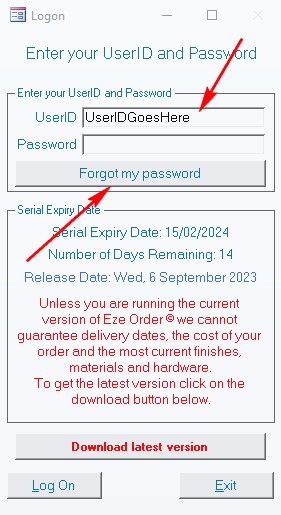 Logon
Enter your UserID and Password
Enter your UserID and Password
UserID UserIDGoesHere
Password
Forgot my password
Serial Expiry Date
Serial Expiry Date: 15/02/2024
Number of Days Remaining: 14
Release Date: Wed, 6 September 2023
Unless you are running the current
version of Eze Order © we cannot
guarantee delivery dates, the cost of your
order and the most current finishes,
materials and hardware.
To get the latest version click on the
download button below.
Download latest version
Log On Exit